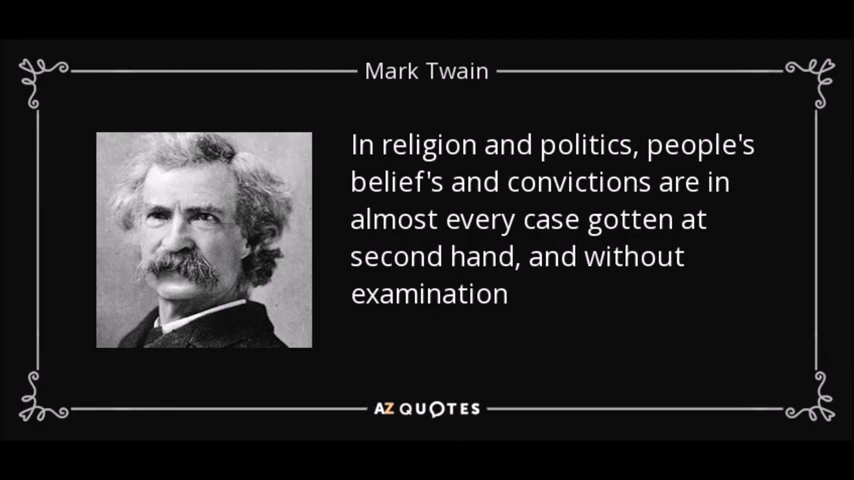 Mark Twain
In religion and politics, people's
belief's and convictions are in
almost every case gotten at
second hand, and without
examination
AZ QUOTES